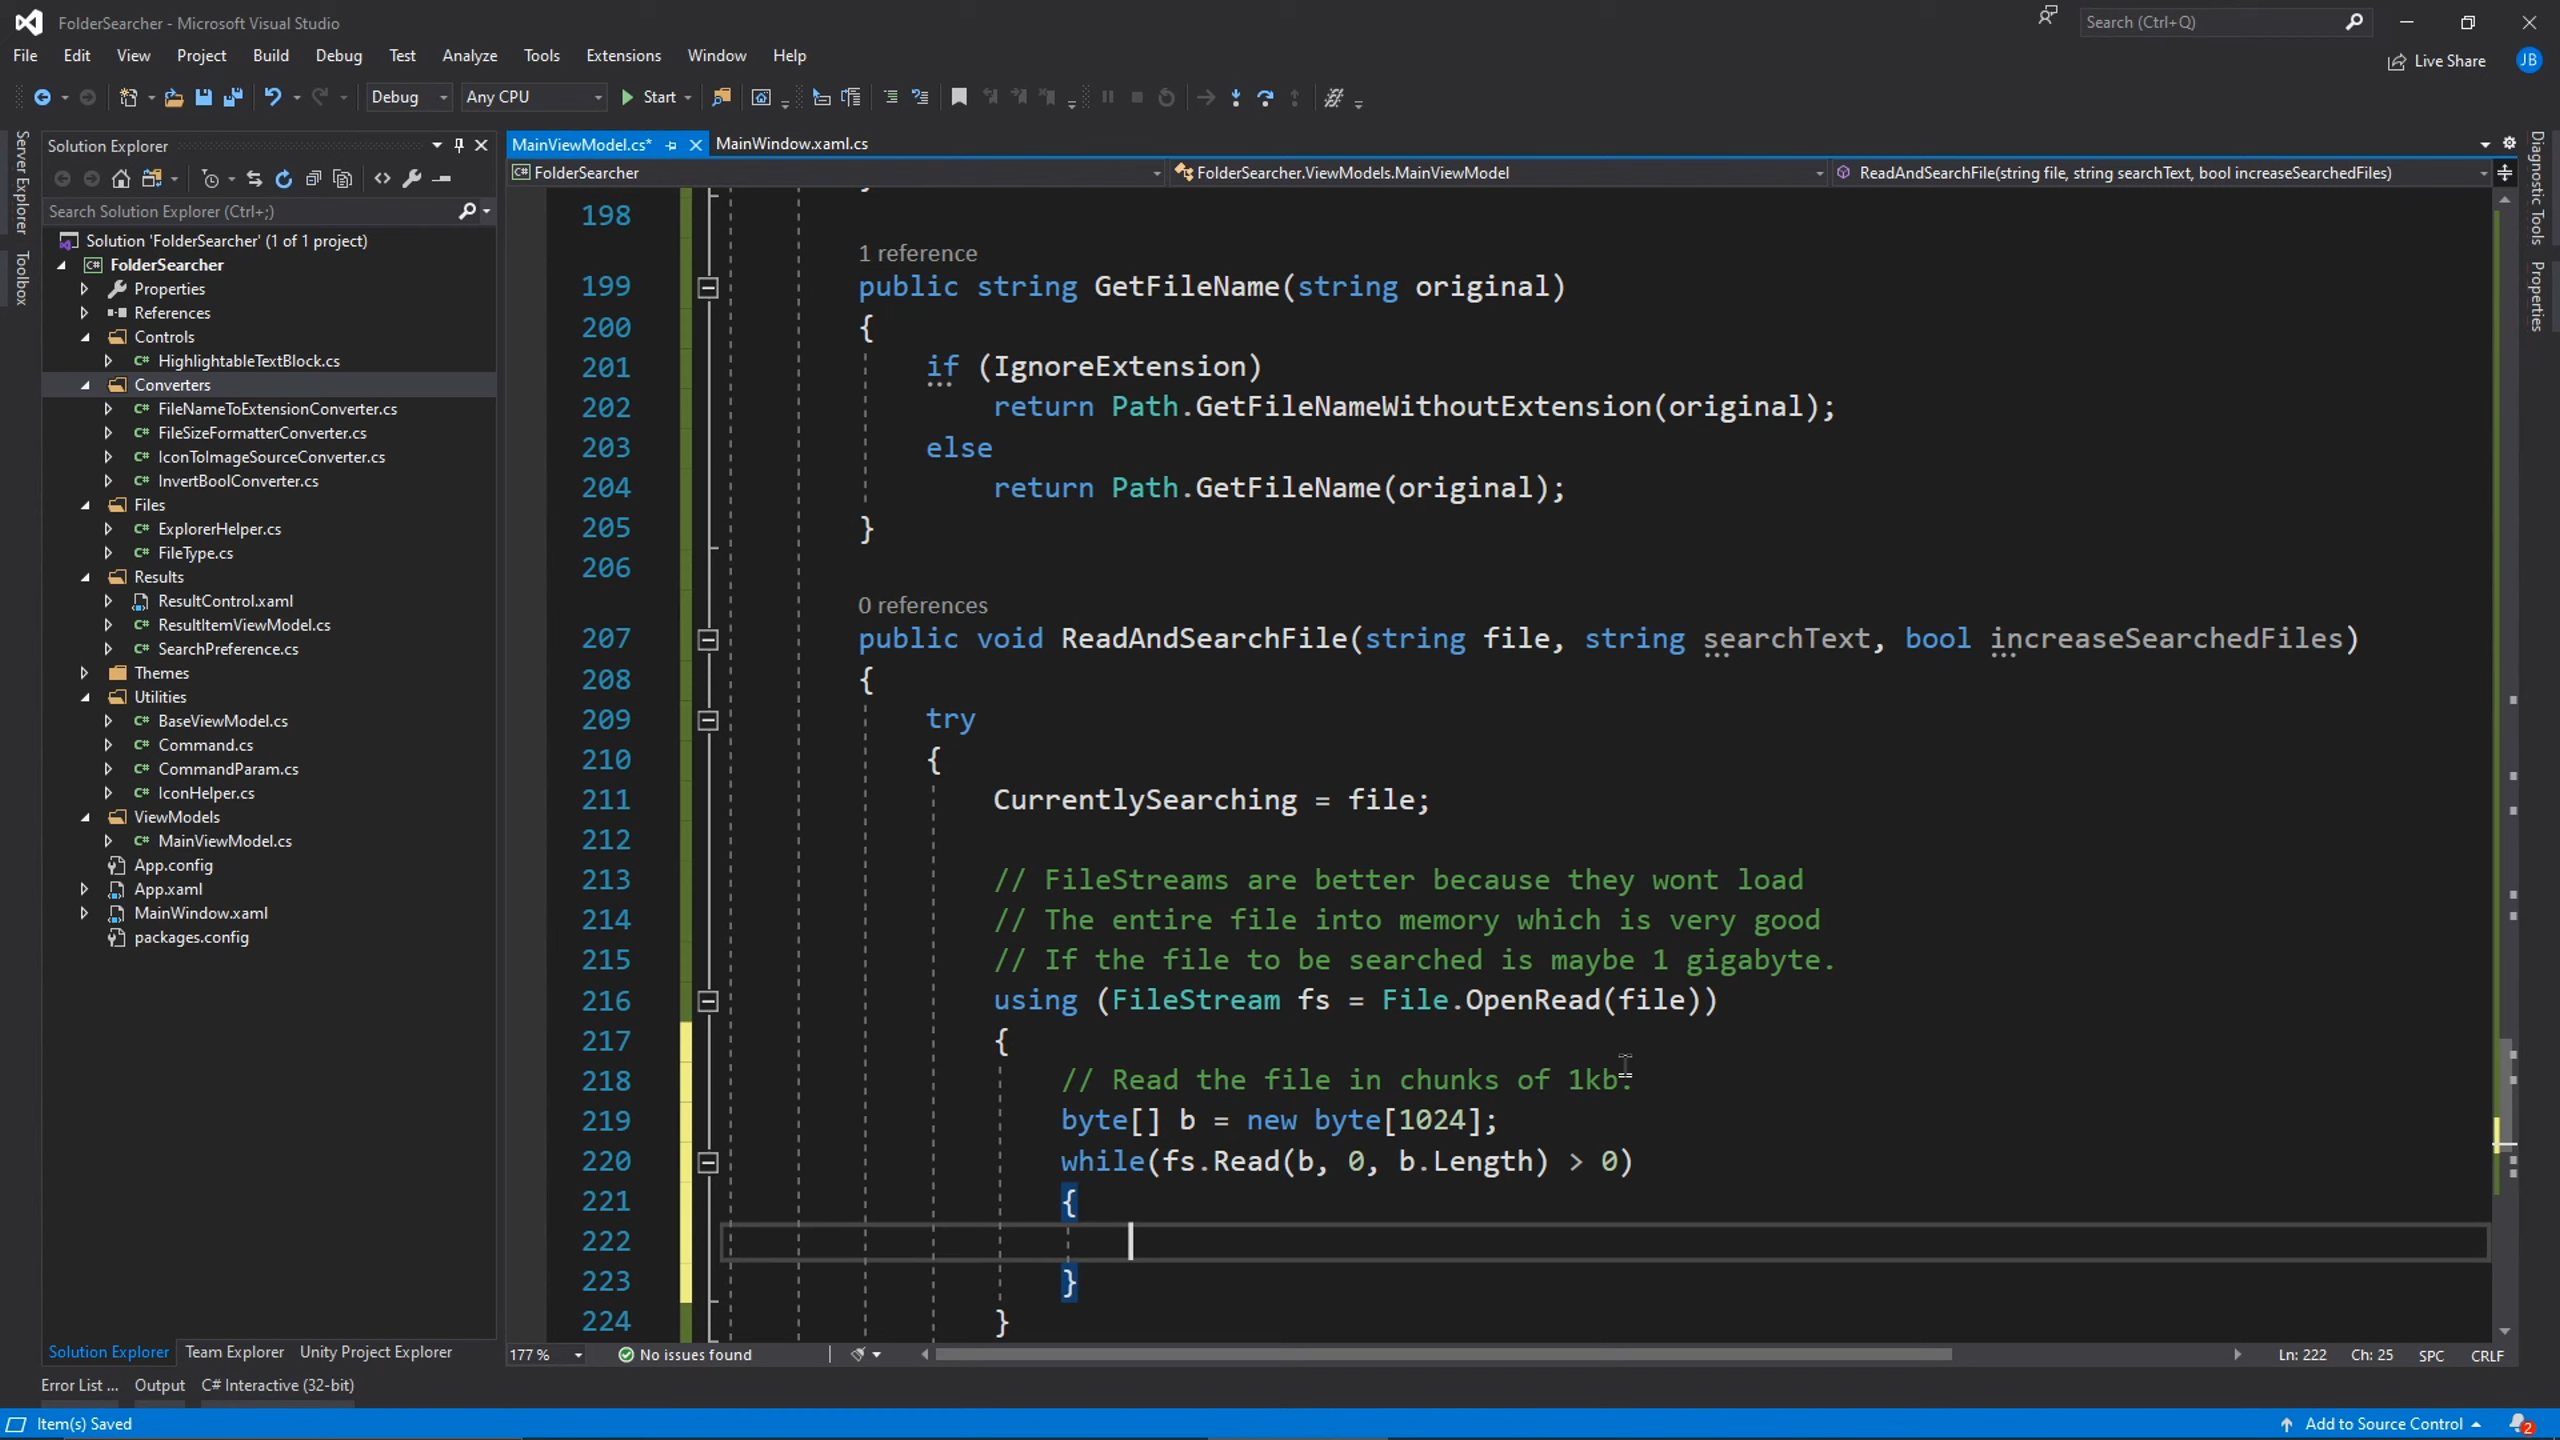 FolderSearcher - Microsoft Visual Studio
Search (Ctrl+Q)
File Edit View Project Build Debug Test Analyze Tools Extensions Window Help
Live Share JB
Debug Any CPU Start
Server Explorer
Toolbox
Solution Explorer
Search Solution Explorer (Ctrl+;)
Solution 'FolderSearcher' (1 of 1 project)
FolderSearcher
Properties
References
Controls
HighlightableTextBlock.cs
Converters
FileNameToExtensionConverter.cs
FileSizeFormatterConverter.cs
IconToImageSourceConverter.cs
InvertBoolConverter.cs
Files
ExplorerHelper.cs
FileType.cs
Results
ResultControl.xaml
ResultItemViewModel.cs
SearchPreference.cs
Themes
Utilities
BaseViewModel.cs
Command.cs
CommandParam.cs
IconHelper.cs
ViewModels
MainViewModel.cs
App.config
App.xaml
MainWindow.xaml
packages.config
Solution Explorer Team Explorer Unity Project Explorer
MainViewModel.cs* MainWindow.xaml.cs
FolderSearcher FolderSearcher.ViewModels.MainViewModel ReadAndSearchFile(string file, string searchText, bool increaseSearchedFiles)
198
1 reference
199 public string GetFileName(string original)
200 {
201 if (IgnoreExtension)
202 return Path.GetFileNameWithoutExtension(original);
203 else
204 return Path.GetFileName(original);
205 }
206
0 references
207 public void ReadAndSearchFile(string file, string searchText, bool increaseSearchedFiles)
208 {
209 try
210 {
211 CurrentlySearching = file;
212
213 // FileStreams are better because they wont load
214 // The entire file into memory which is very good
215 // If the file to be searched is maybe 1 gigabyte.
216 using (FileStream fs = File.OpenRead(file))
217 {
218 // Read the file in chunks of 1kb.
219 byte[] b = new byte[1024];
220 while(fs.Read(b, 0, b.Length) > 0)
221 {
222
223 }
224 }
177 % No issues found Ln: 222 Ch: 25 SPC CRLF
Diagnostic Tools
Properties
Error List ... Output C# Interactive (32-bit)
Item(s) Saved Add to Source Control 2